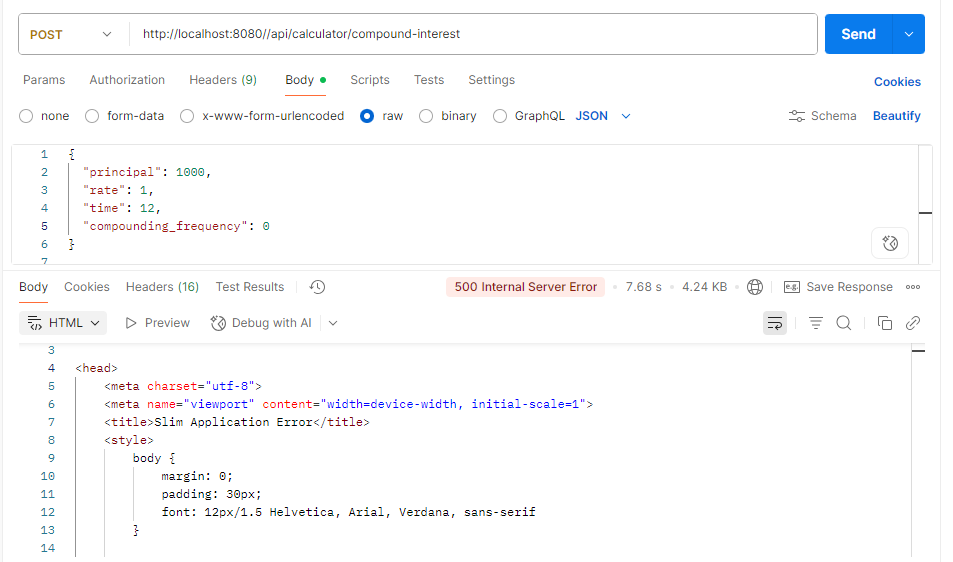 POST http://localhost:8080//api/calculator/compound-interest Send
Params Authorization Headers (9) Body Scripts Tests Settings Cookies
none form-data x-www-form-urlencoded raw binary GraphQL JSON Schema Beautify
1 {
2 "principal": 1000,
3 "rate": 1,
4 "time": 12,
5 "compounding_frequency": 0
6 }
7
Body Cookies Headers (16) Test Results 500 Internal Server Error • 7.68 s • 4.24 KB • e.g. Save Response
HTML Preview Debug with AI
3
4 <head>
5 <meta charset="utf-8">
6 <meta name="viewport" content="width=device-width, initial-scale=1">
7 <title>Slim Application Error</title>
8 <style>
9 body {
10 margin: 0;
11 padding: 30px;
12 font: 12px/1.5 Helvetica, Arial, Verdana, sans-serif
13 }
14